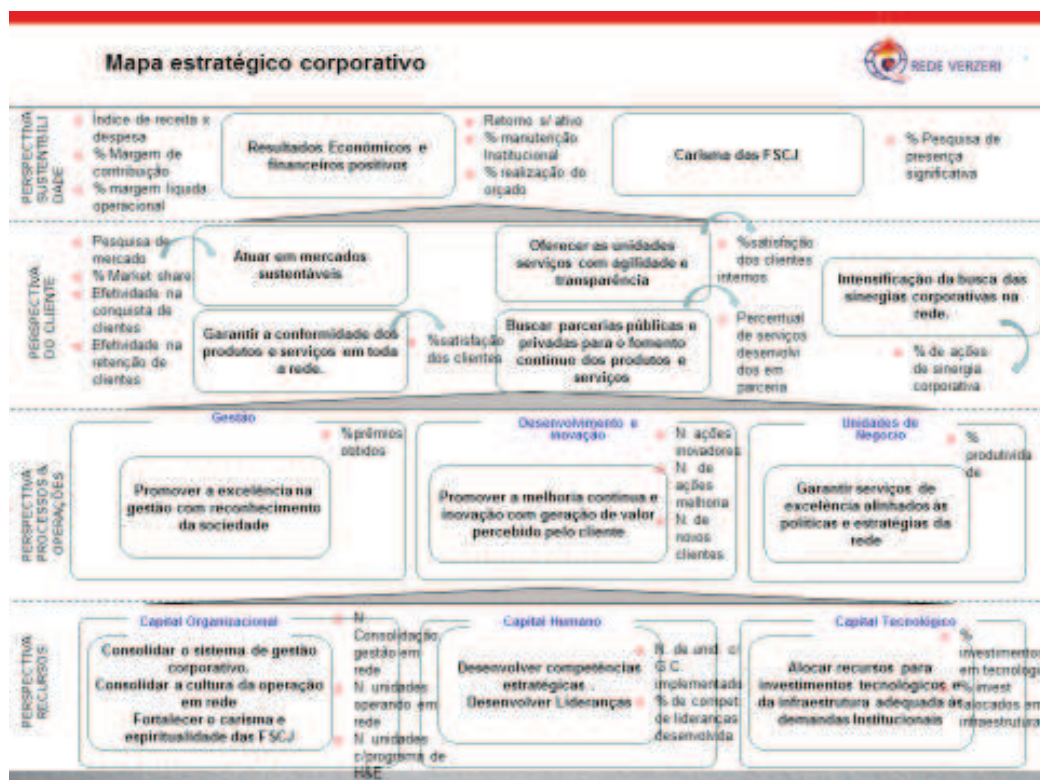 Mapa estratégico corporativo
REDE VERZERI
PERSPECTIVA
SUSTENTBILI
DADE
Índice de receita x
despesa
% Margem de
contribuição
% margem líquida
operacional
Resultados Económicos e
financeiros positivos
Retorno s/ ativo
% manutenção
Institucional
% realização do
orçado
Carisma das FSCJ
% Pesquisa de
presença
significativa
PERSPECTIVA
DO CLIENTE
Pesquisa de
mercado
% Market share
Efetividade na
conquista de
clientes
Efetividade na
retenção de
clientes
Atuar em mercados
sustentáveis
Garantir a conformidade dos
produtos e serviços em toda
a rede.
%satisfação
dos clientes
Oferecer as unidades
serviços com agilidade e
transparência
%satisfação
dos clientes
internos
Buscar parcerias públicas e
privadas para o fomento
contínuo dos produtos e
serviços
Percentual
de serviços
desenvolvi
dos em
parceria
Intensificação da busca das
sinergias corporativas na
rede.
% de ações
de sinergia
corporativa
PERSPECTIVA
PROCESSOS &
OPERAÇÕES
Gestão
%prêmios
obtidos
Promover a excelência na
gestão com reconhecimento
da sociedade
Desenvolvimento e
inovação
N ações
inovadores
N de
ações
melhoria
N. de
novos
clientes
Promover a melhoria contínua e
inovação com geração de valor
percebido pelo cliente
Unidades de
Negócio
%
produtivida
de
Garantir serviços de
excelência alinhados às
políticas e estratégias da
rede
PERSPECTIVA
RECURSOS
Capital Organizacional
Consolidar o sistema de gestão
corporativo.
Consolidar a cultura da operação
em rede
Fortalecer o carisma e
espiritualidade das FSCJ
N
Consolidação
gestão em
rede
N unidades
operando em
rede
N unidades
c/programa de
H&E
Capital Humano
Desenvolver competências
estratégicas .
Desenvolver Lideranças
N. de unid. c/
G.C.
implementado
% de compet
de lideranças
desenvolvida
Capital Tecnológico
Alocar recursos para
investimentos tecnológicos e
da infraestrutura adequada às
demandas Institucionais
%
investimentos
em tecnologi
% invest
alocados em
infraestrutura